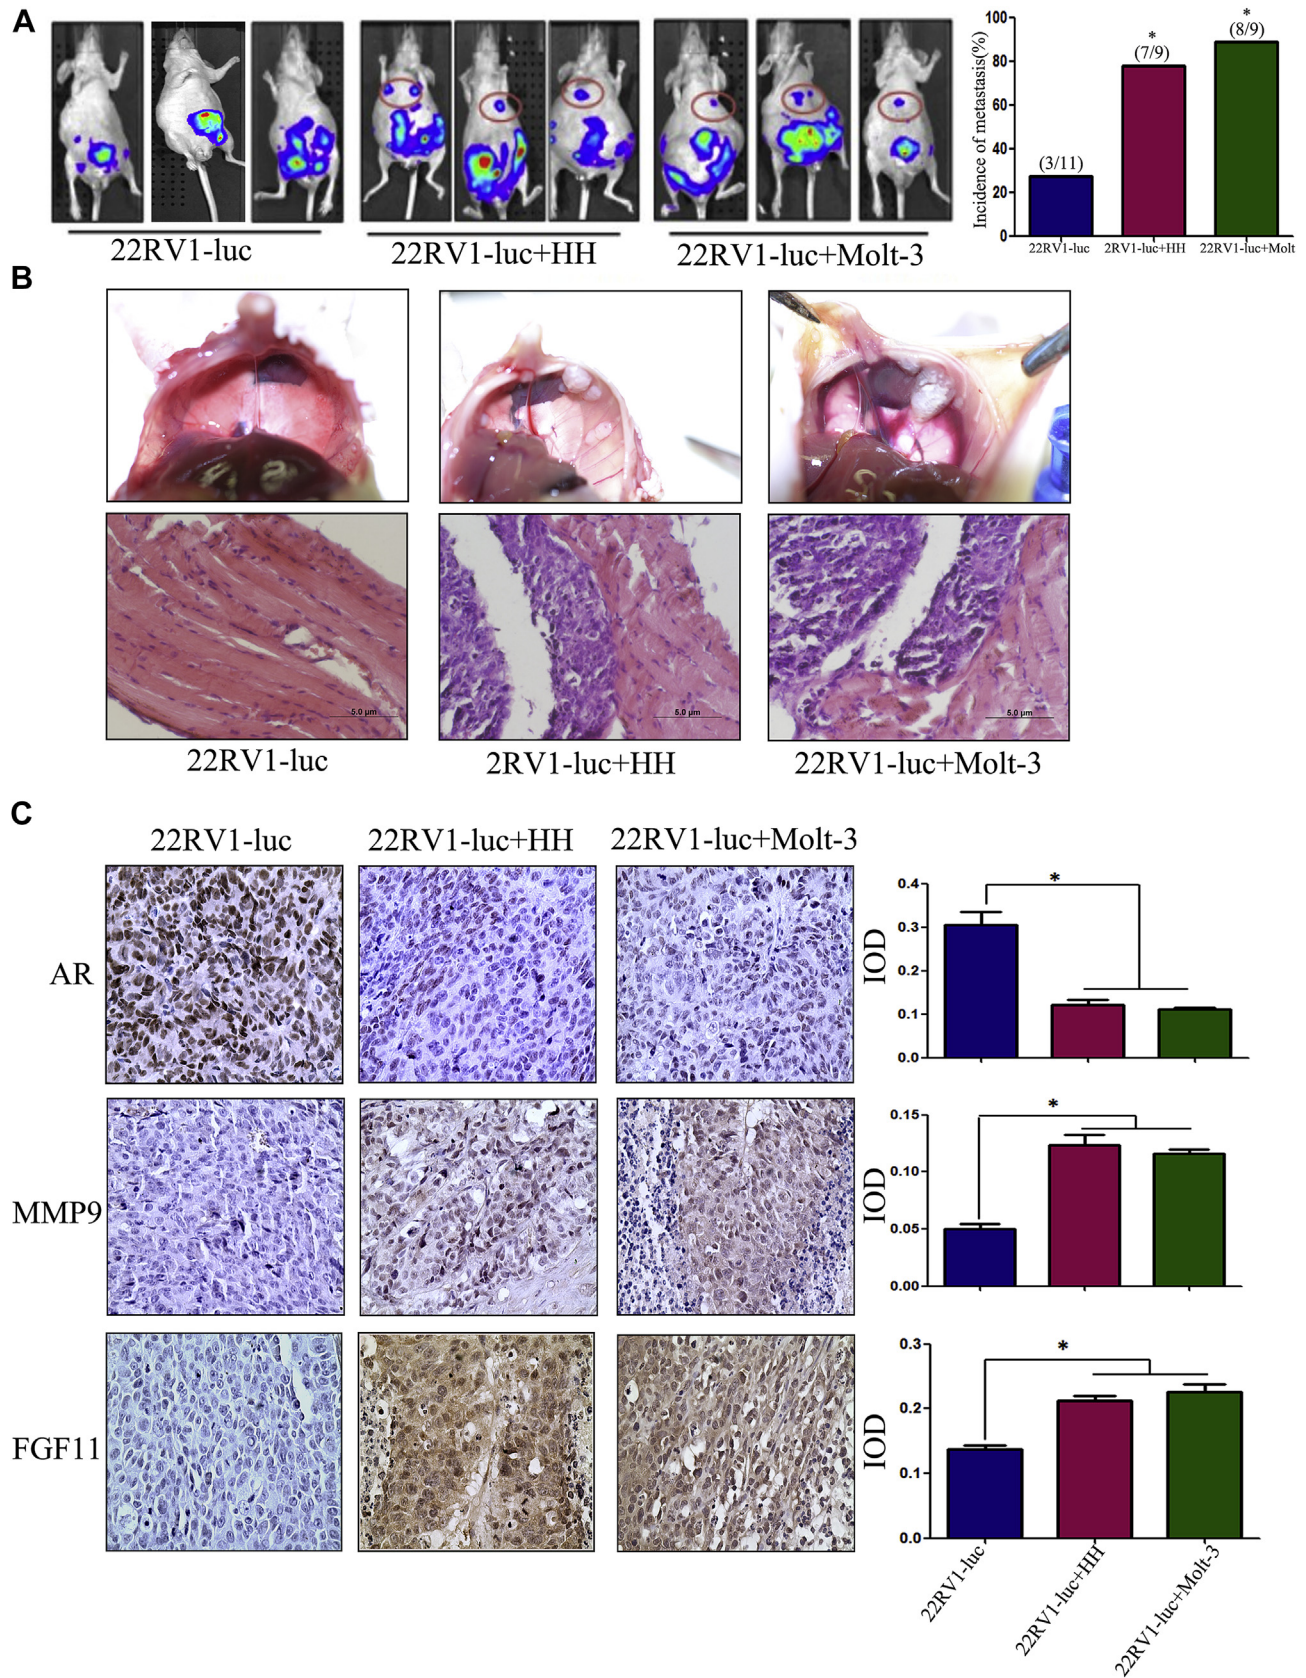 A
22RV1-luc
22RV1-luc+HH
22RV1-luc+Molt-3
Incidence of metastasis(%)
100
80
60
40
20
0
(3/11)
*
(7/9)
*
(8/9)
22RV1-luc
2RV1-luc+HH
22RV1-luc+Molt
B
5.0 µm
5.0 µm
5.0 µm
22RV1-luc
2RV1-luc+HH
22RV1-luc+Molt-3
C
22RV1-luc
22RV1-luc+HH
22RV1-luc+Molt-3
AR
IOD
0.4
0.3
0.2
0.1
0.0
*
MMP9
IOD
0.15
0.10
0.05
0.00
*
FGF11
IOD
0.3
0.2
0.1
0.0
*
22RV1-luc
22RV1-luc+HH
22RV1-luc+Molt-3